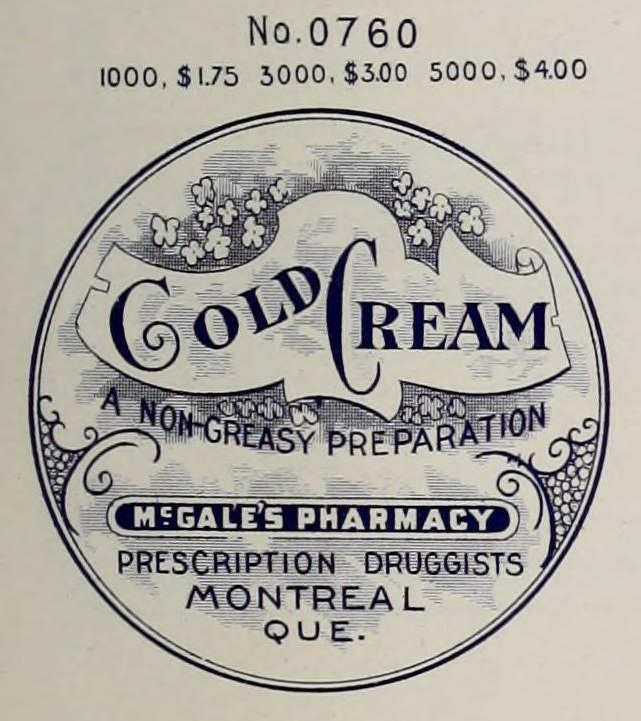 No. 0760
1000, $1.75 3000, $3.00 5000, $4.00
COLD CREAM
A NON-GREASY PREPARATION
McGALE'S PHARMACY
PRESCRIPTION DRUGGISTS
MONTREAL
QUE.